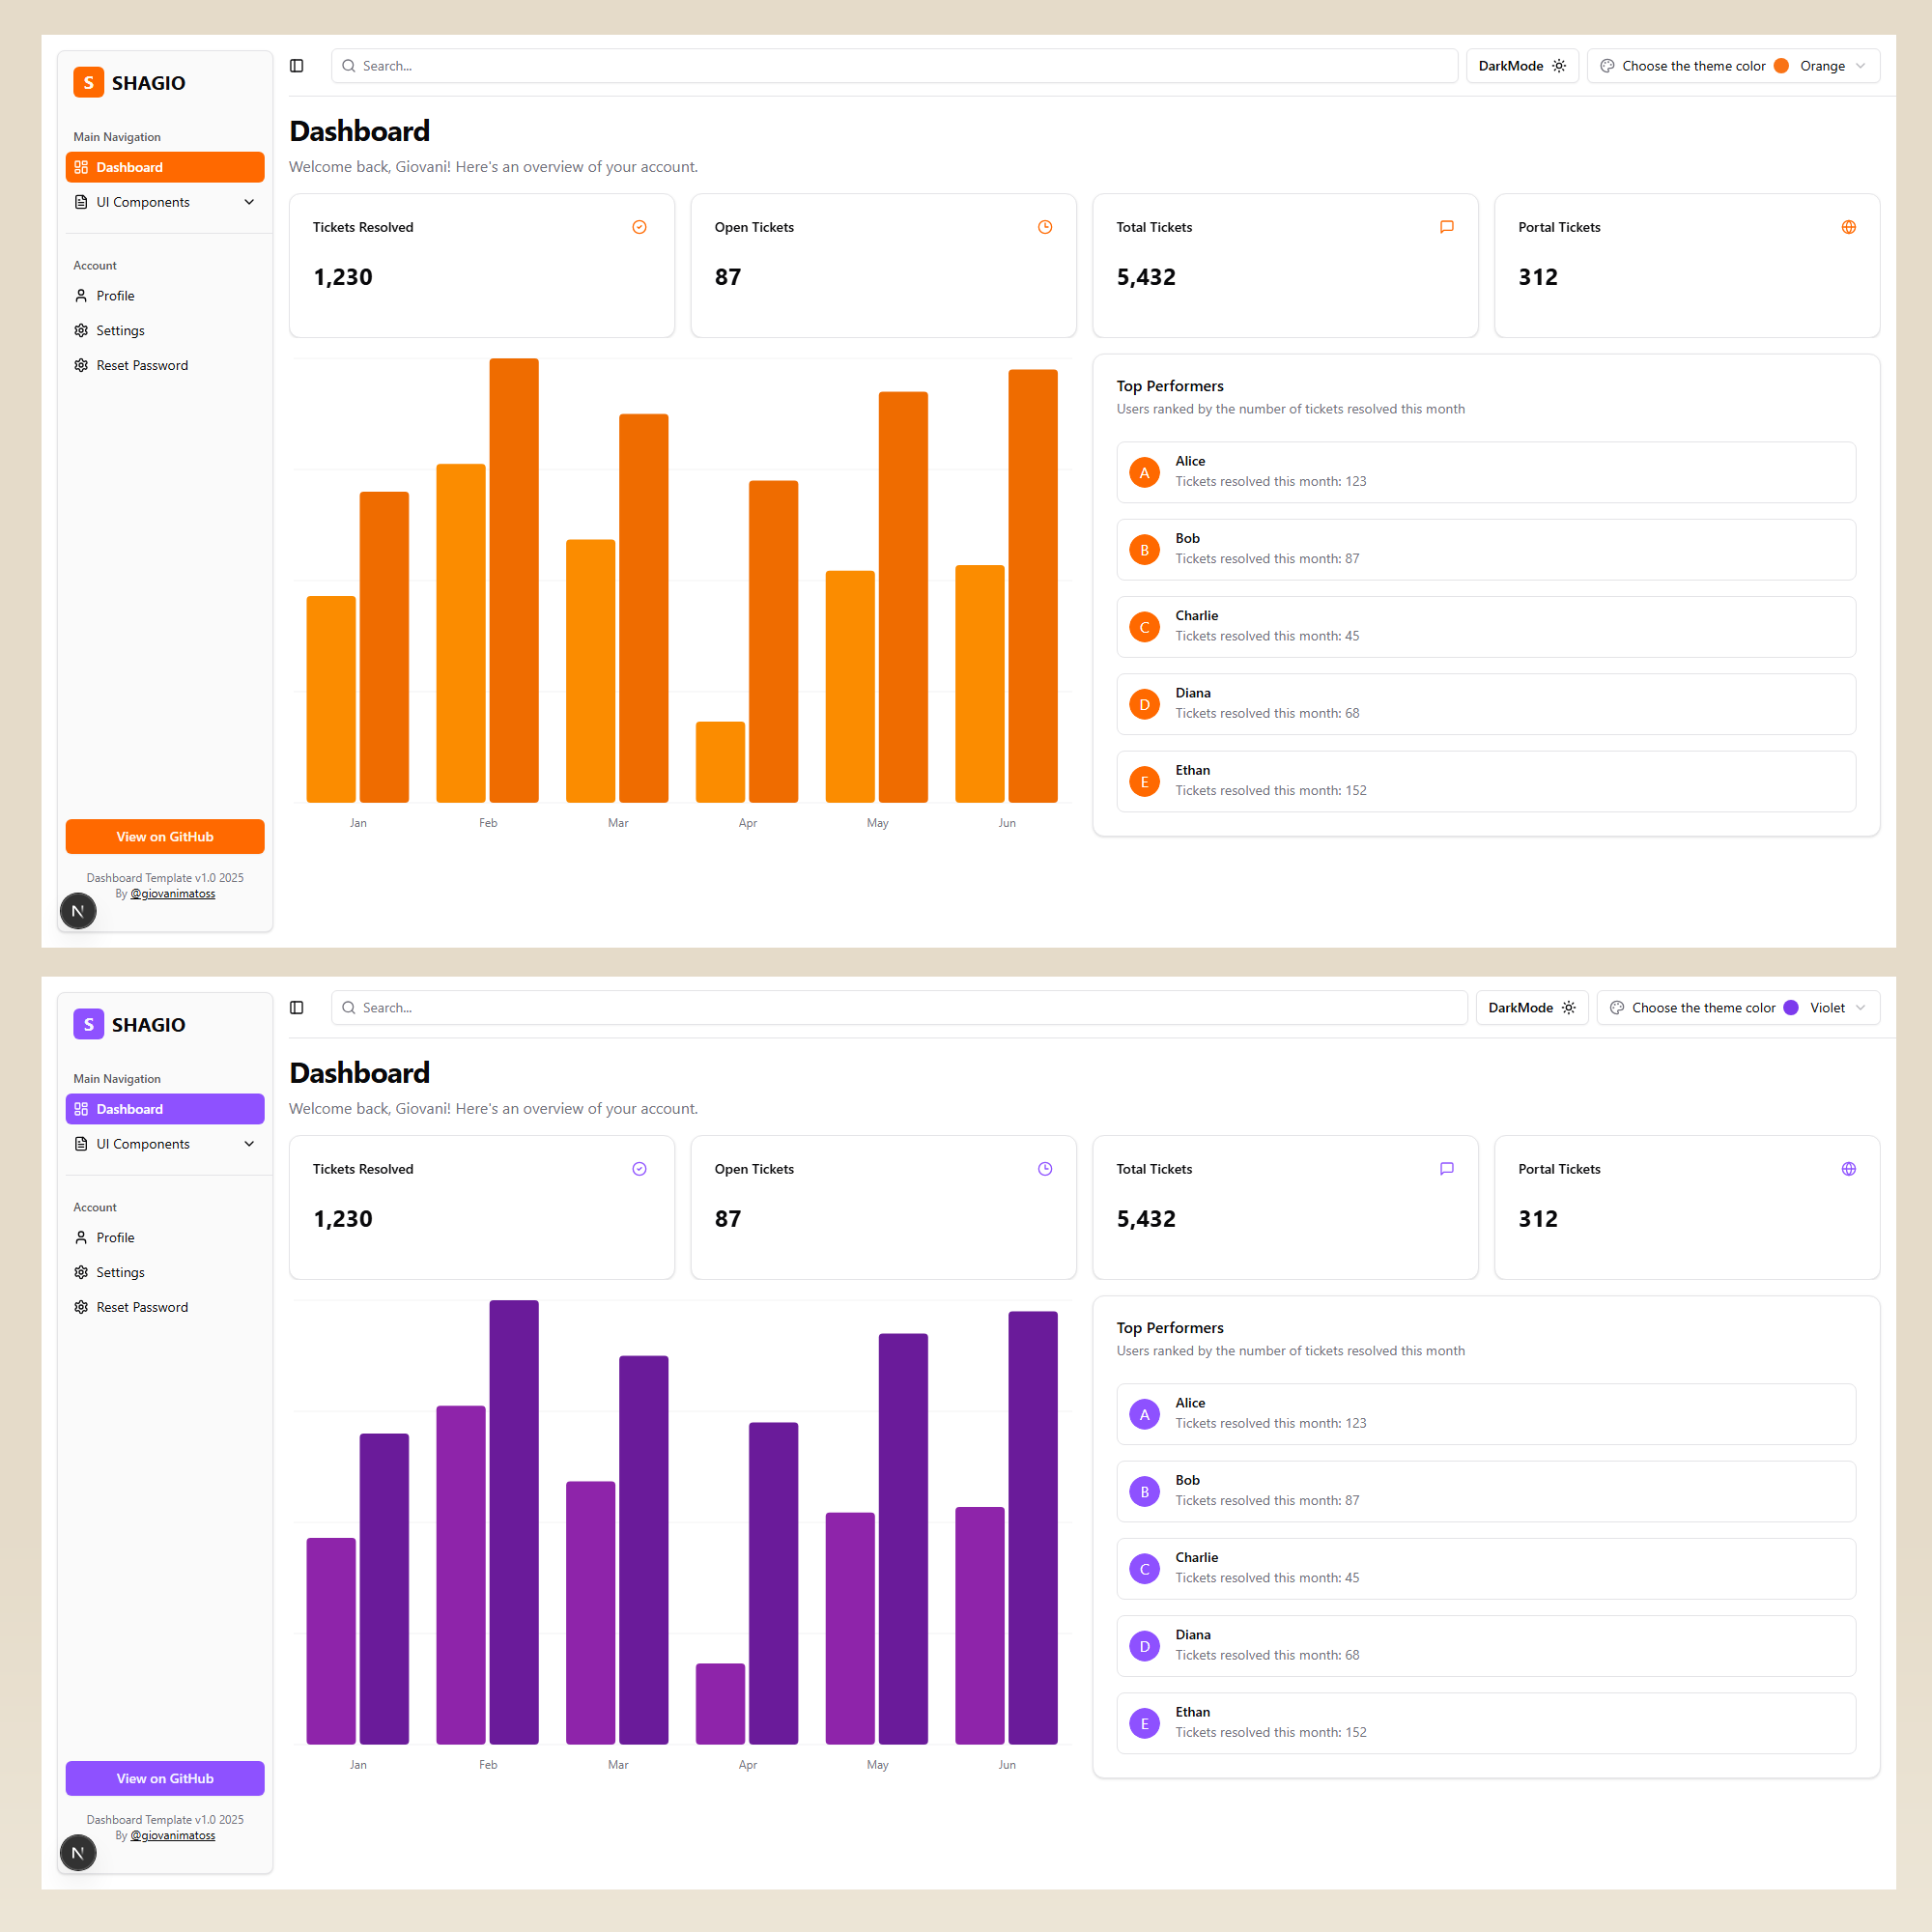 S SHAGIO
Search...
DarkMode
Choose the theme color Orange
Main Navigation
Dashboard
UI Components
Account
Profile
Settings
Reset Password
View on GitHub
Dashboard Template v1.0 2025
By @giovanimatoss
N
Dashboard
Welcome back, Giovani! Here's an overview of your account.
Tickets Resolved
1,230
Open Tickets
87
Total Tickets
5,432
Portal Tickets
312
Jan Feb Mar Apr May Jun
Top Performers
Users ranked by the number of tickets resolved this month
A
Alice
Tickets resolved this month: 123
B
Bob
Tickets resolved this month: 87
C
Charlie
Tickets resolved this month: 45
D
Diana
Tickets resolved this month: 68
E
Ethan
Tickets resolved this month: 152
S SHAGIO
Search...
DarkMode
Choose the theme color Violet
Main Navigation
Dashboard
UI Components
Account
Profile
Settings
Reset Password
View on GitHub
Dashboard Template v1.0 2025
By @giovanimatoss
N
Dashboard
Welcome back, Giovani! Here's an overview of your account.
Tickets Resolved
1,230
Open Tickets
87
Total Tickets
5,432
Portal Tickets
312
Jan Feb Mar Apr May Jun
Top Performers
Users ranked by the number of tickets resolved this month
A
Alice
Tickets resolved this month: 123
B
Bob
Tickets resolved this month: 87
C
Charlie
Tickets resolved this month: 45
D
Diana
Tickets resolved this month: 68
E
Ethan
Tickets resolved this month: 152